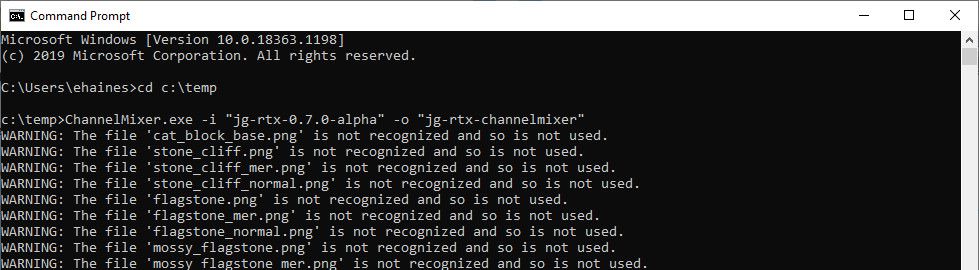 Command Prompt
Microsoft Windows [Version 10.0.18363.1198]
(c) 2019 Microsoft Corporation. All rights reserved.
C:\Users\ehaines>cd c:\temp
c:\temp>ChannelMixer.exe -i "jg-rtx-0.7.0-alpha" -o "jg-rtx-channelmixer"
WARNING: The file 'cat_block_base.png' is not recognized and so is not used.
WARNING: The file 'stone_cliff.png' is not recognized and so is not used.
WARNING: The file 'stone_cliff_mer.png' is not recognized and so is not used.
WARNING: The file 'stone_cliff_normal.png' is not recognized and so is not used.
WARNING: The file 'flagstone.png' is not recognized and so is not used.
WARNING: The file 'flagstone_mer.png' is not recognized and so is not used.
WARNING: The file 'flagstone_normal.png' is not recognized and so is not used.
WARNING: The file 'mossy_flagstone.png' is not recognized and so is not used.
WARNING: The file 'mossy_flagstone_mer.png' is not recognized and so is not used.